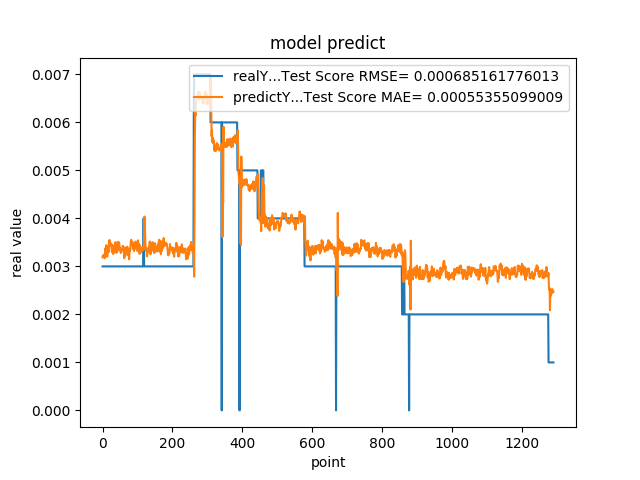 model predict
realY...Test Score RMSE= 0.000685161776013
predictY...Test Score MAE= 0.00055355099009
0.007
0.006
0.005
0.004
0.003
0.002
0.001
0.000
real value
0 200 400 600 800 1000 1200
point